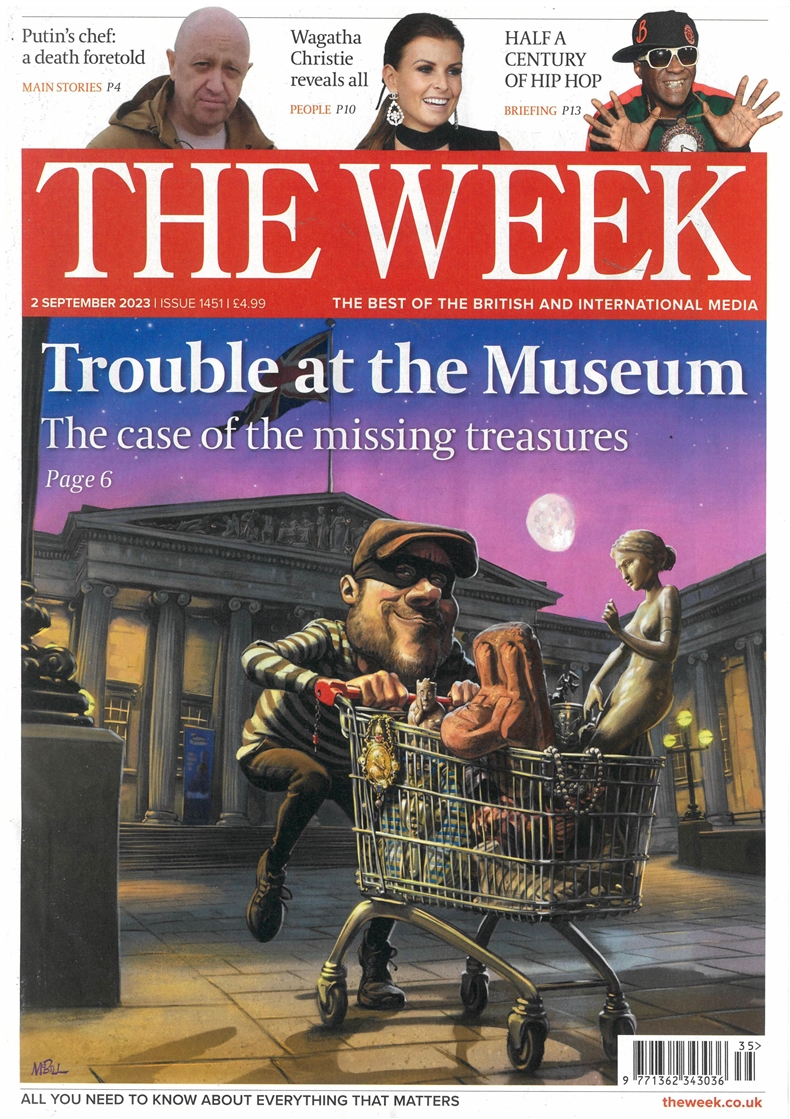 Putin's chef:
a death foretold
MAIN STORIES P4
Wagatha
Christie
reveals all
PEOPLE P10
HALF A
CENTURY
OF HIP HOP
BRIEFING P13
THE WEEK
2 SEPTEMBER 2023 | ISSUE 1451 | £4.99
THE BEST OF THE BRITISH AND INTERNATIONAL MEDIA
Trouble at the Museum
The case of the missing treasures
Page 6
McBILL
35>
9 771362 343036
ALL YOU NEED TO KNOW ABOUT EVERYTHING THAT MATTERS
theweek.co.uk